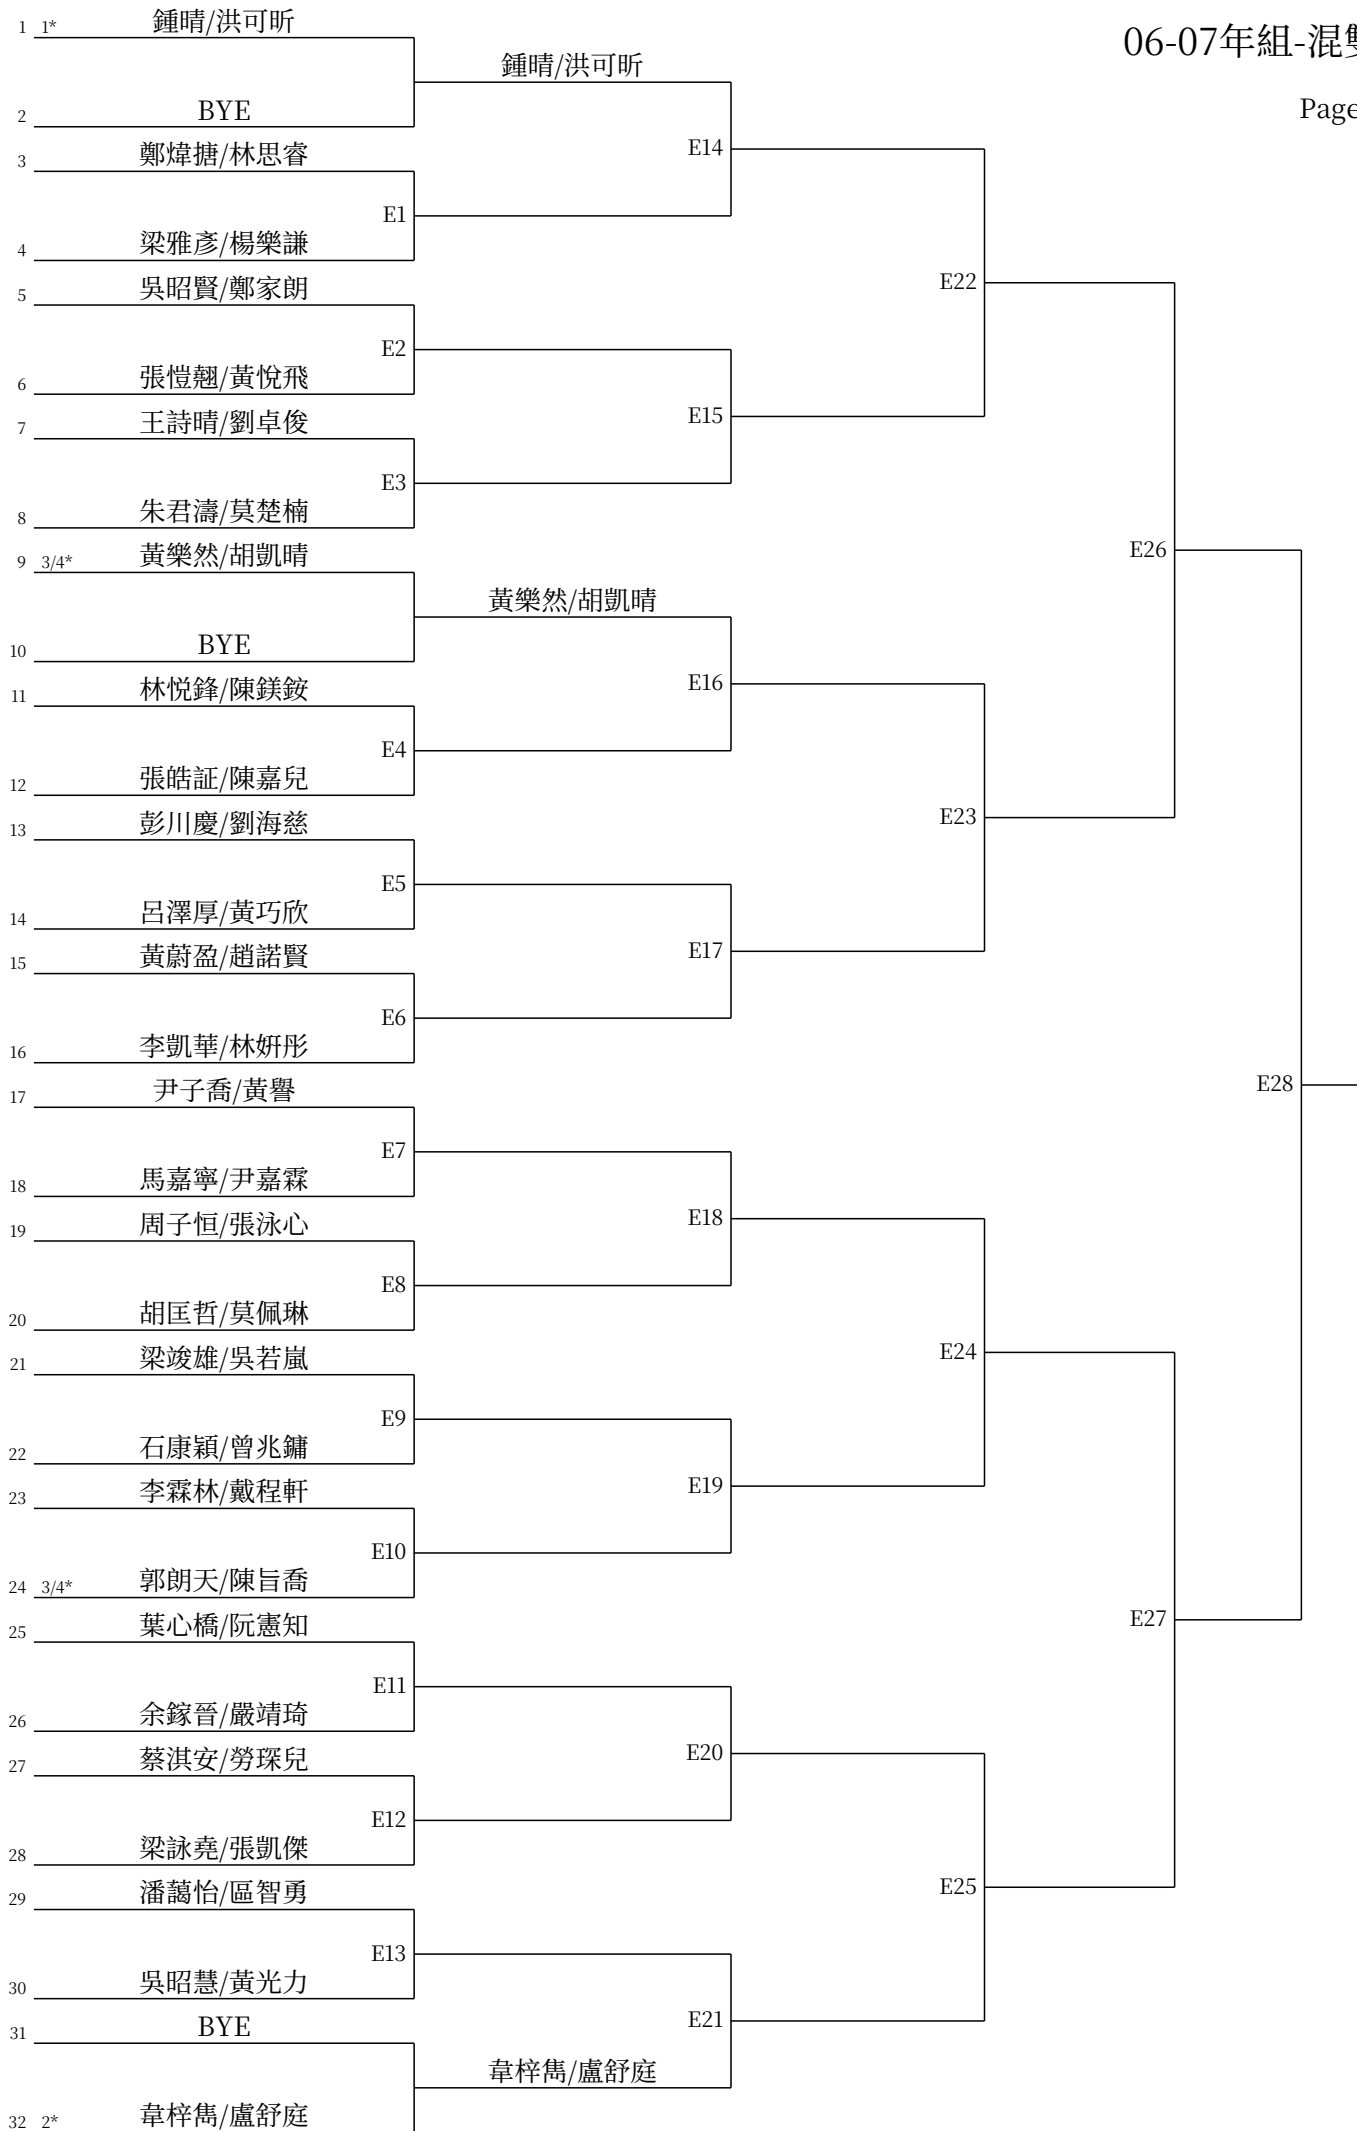 06-07年組-混雙
Page
1 1* 鍾晴/洪可昕
鍾晴/洪可昕
2 BYE
E14
3 鄭煒搪/林思睿
E1
4 梁雅彥/楊樂謙
E22
5 吳昭賢/鄭家朗
E2
6 張愷翹/黃悅飛
E15
7 王詩晴/劉卓俊
E3
8 朱君濤/莫楚楠
E26
9 3/4* 黃樂然/胡凱晴
黃樂然/胡凱晴
10 BYE
E16
11 林悦鋒/陳鎂銨
E4
12 張皓証/陳嘉兒
E23
13 彭川慶/劉海慈
E5
14 呂澤厚/黃巧欣
E17
15 黃蔚盈/趙諾賢
E6
16 李凱華/林姸彤
E28
17 尹子喬/黃譽
E7
18 馬嘉寧/尹嘉霖
E18
19 周子恒/張泳心
E8
20 胡匡哲/莫佩琳
E24
21 梁竣雄/吳若嵐
E9
22 石康穎/曾兆鏞
E19
23 李霖林/戴程軒
E10
24 3/4* 郭朗天/陳旨喬
E27
25 葉心橋/阮憲知
E11
26 余鎵晉/嚴靖琦
E20
27 蔡淇安/勞琛兒
E12
28 梁詠堯/張凱傑
E25
29 潘藹怡/區智勇
E13
30 吳昭慧/黃光力
E21
31 BYE
韋梓雋/盧舒庭
32 2* 韋梓雋/盧舒庭